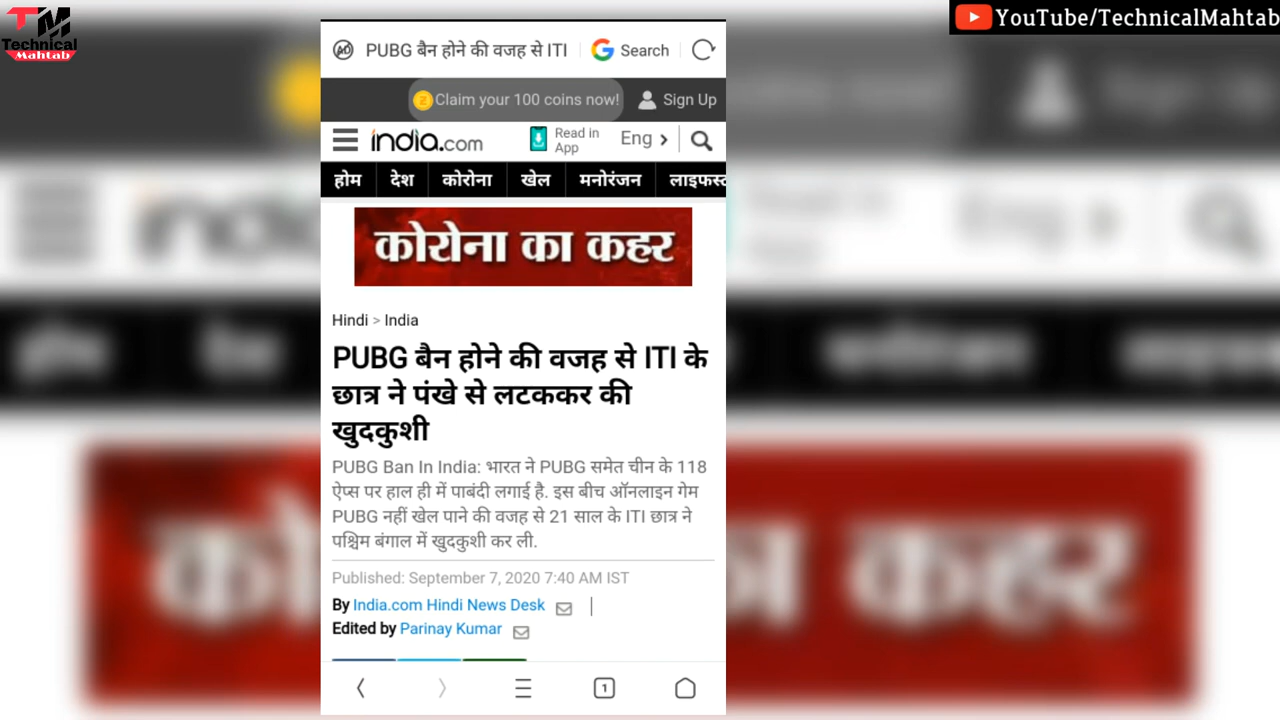 TM
Technical
Mahtab
YouTube/TechnicalMahtab
PUBG बैन होने की वजह से ITI
Search
Claim your 100 coins now!
Sign Up
india.com
Read in
App
Eng
होम
देश
कोरोना
खेल
मनोरंजन
लाइफस्ट
कोरोना का कहर
Hindi > India
PUBG बैन होने की वजह से ITI के
छात्र ने पंखे से लटककर की
खुदकुशी
PUBG Ban In India: भारत ने PUBG समेत चीन के 118
ऐप्स पर हाल ही में पाबंदी लगाई है. इस बीच ऑनलाइन गेम
PUBG नहीं खेल पाने की वजह से 21 साल के ITI छात्र ने
पश्चिम बंगाल में खुदकुशी कर ली.
Published: September 7, 2020 7:40 AM IST
By India.com Hindi News Desk |
Edited by Parinay Kumar
1